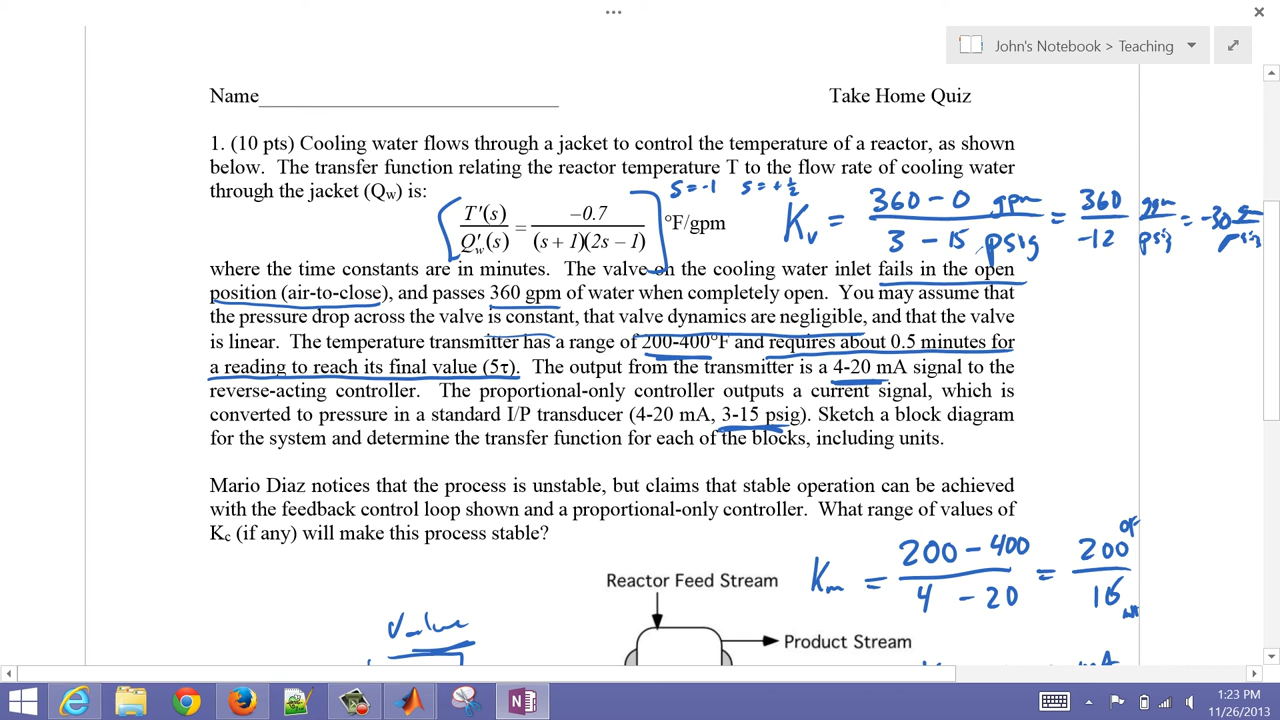 John's Notebook > Teaching
Name
Take Home Quiz
1. (10 pts) Cooling water flows through a jacket to control the temperature of a reactor, as shown
below. The transfer function relating the reactor temperature T to the flow rate of cooling water
through the jacket (Qw) is:
s = -1 s = + 1/2
T'(s) / Q'w(s) = -0.7 / (s + 1)(2s − 1) °F/gpm
Kv = 360 - 0 gpm / 3 - 15 psig = 360 / -12 gpm / psig = -30 gpm / psig
where the time constants are in minutes. The valve on the cooling water inlet fails in the open
position (air-to-close), and passes 360 gpm of water when completely open. You may assume that
the pressure drop across the valve is constant, that valve dynamics are negligible, and that the valve
is linear. The temperature transmitter has a range of 200-400°F and requires about 0.5 minutes for
a reading to reach its final value (5τ). The output from the transmitter is a 4-20 mA signal to the
reverse-acting controller. The proportional-only controller outputs a current signal, which is
converted to pressure in a standard I/P transducer (4-20 mA, 3-15 psig). Sketch a block diagram
for the system and determine the transfer function for each of the blocks, including units.
Mario Diaz notices that the process is unstable, but claims that stable operation can be achieved
with the feedback control loop shown and a proportional-only controller. What range of values of
Kc (if any) will make this process stable?
Km = 200 - 400 / 4 - 20 = 200 °F / 16
Reactor Feed Stream
Valve
Product Stream
mA
1:23 PM
11/26/2013